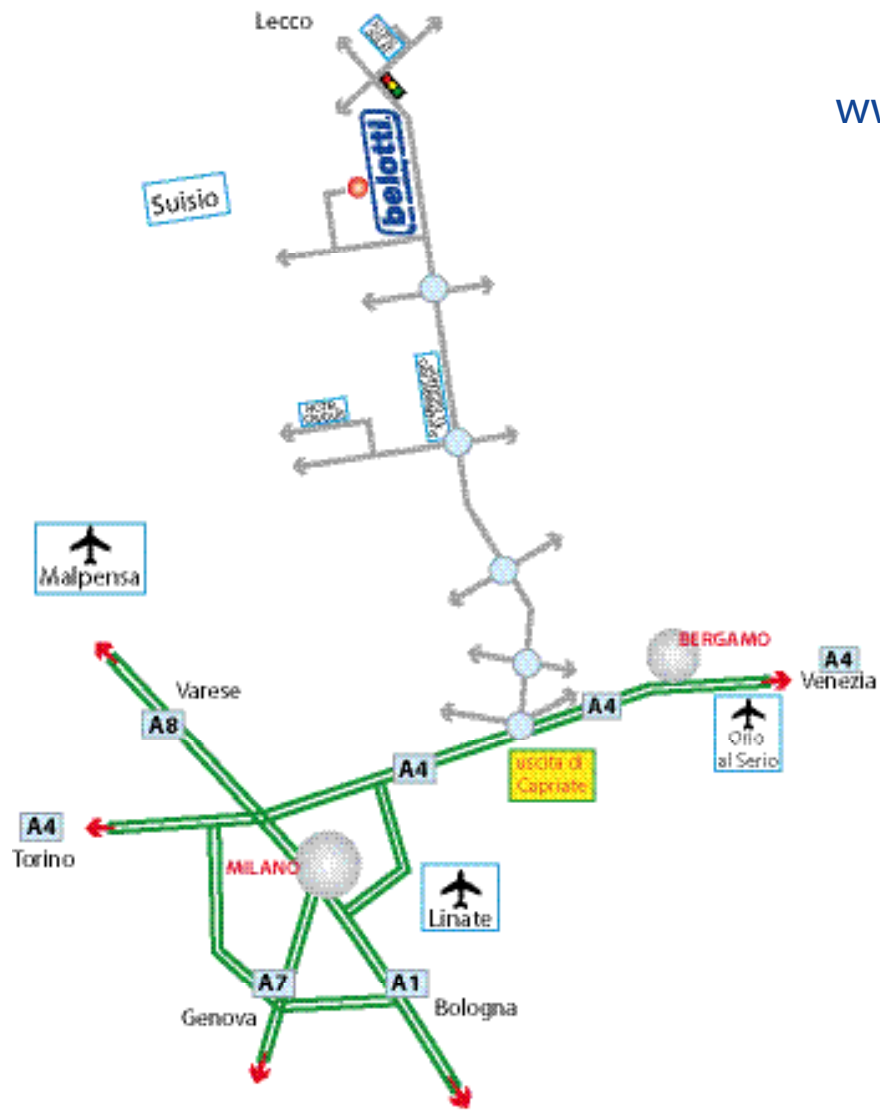 Lecco
ww
belotti
Suisio
Malpensa
BERGAMO
A4
Venezia
Varese
A8
A4
Orio
al Serio
A4
uscita di
Capriate
A4
Torino
MILANO
Linate
A7
A1
Genova
Bologna